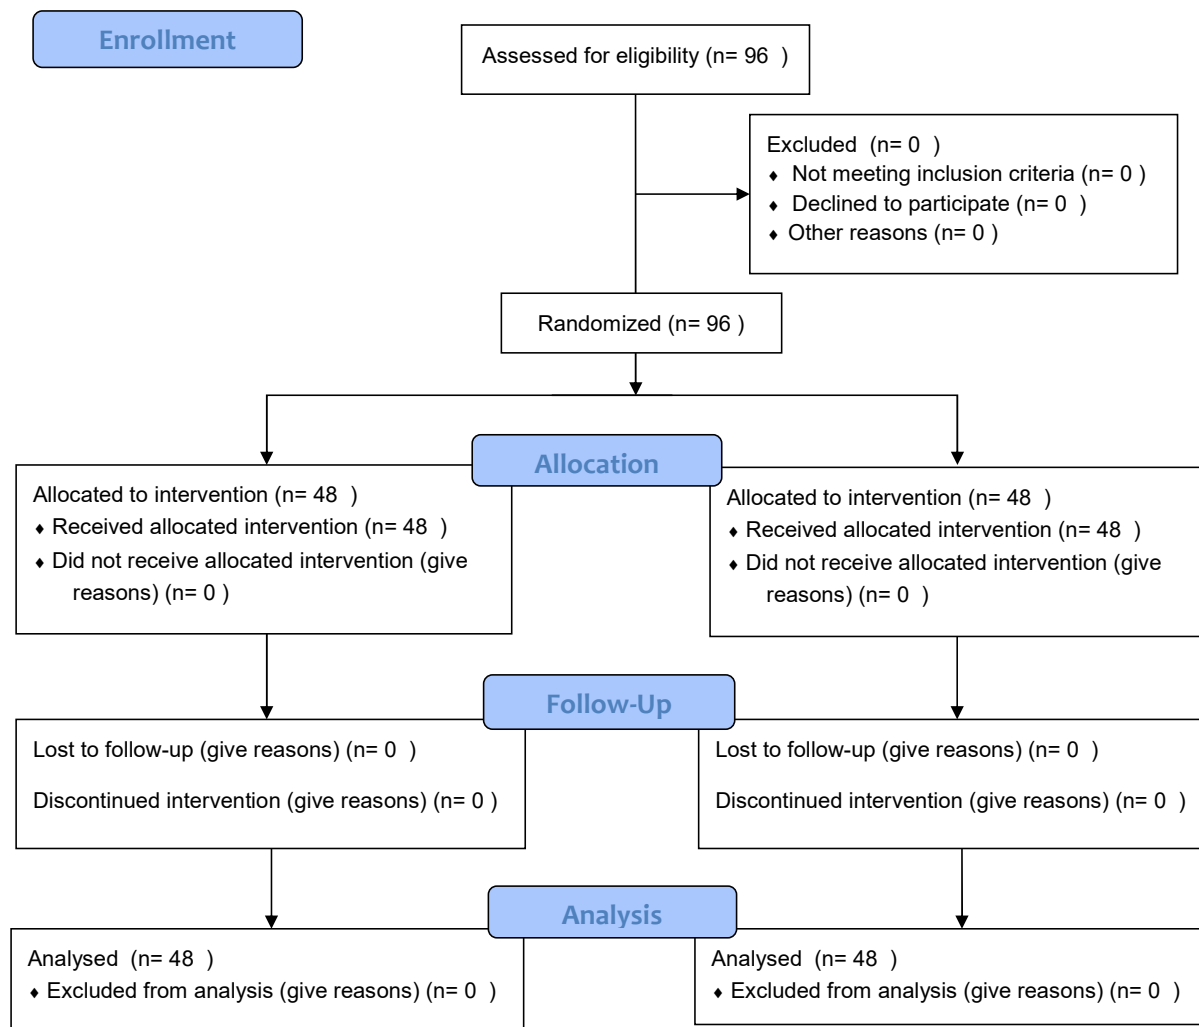 Enrollment
Assessed for eligibility (n= 96  )
Excluded  (n= 0  )
♦ Not meeting inclusion criteria (n= 0 )
♦ Declined to participate (n= 0  )
♦ Other reasons (n= 0 )
Randomized (n= 96 )
Allocation
Allocated to intervention (n= 48  )
♦ Received allocated intervention (n= 48  )
♦ Did not receive allocated intervention (give
reasons) (n= 0 )
Allocated to intervention (n= 48  )
♦ Received allocated intervention (n= 48  )
♦ Did not receive allocated intervention (give
reasons) (n= 0  )
Follow-Up
Lost to follow-up (give reasons) (n= 0  )
Discontinued intervention (give reasons) (n= 0 )
Lost to follow-up (give reasons) (n= 0  )
Discontinued intervention (give reasons) (n= 0  )
Analysis
Analysed  (n= 48  )
♦ Excluded from analysis (give reasons) (n= 0  )
Analysed  (n= 48  )
♦ Excluded from analysis (give reasons) (n= 0  )